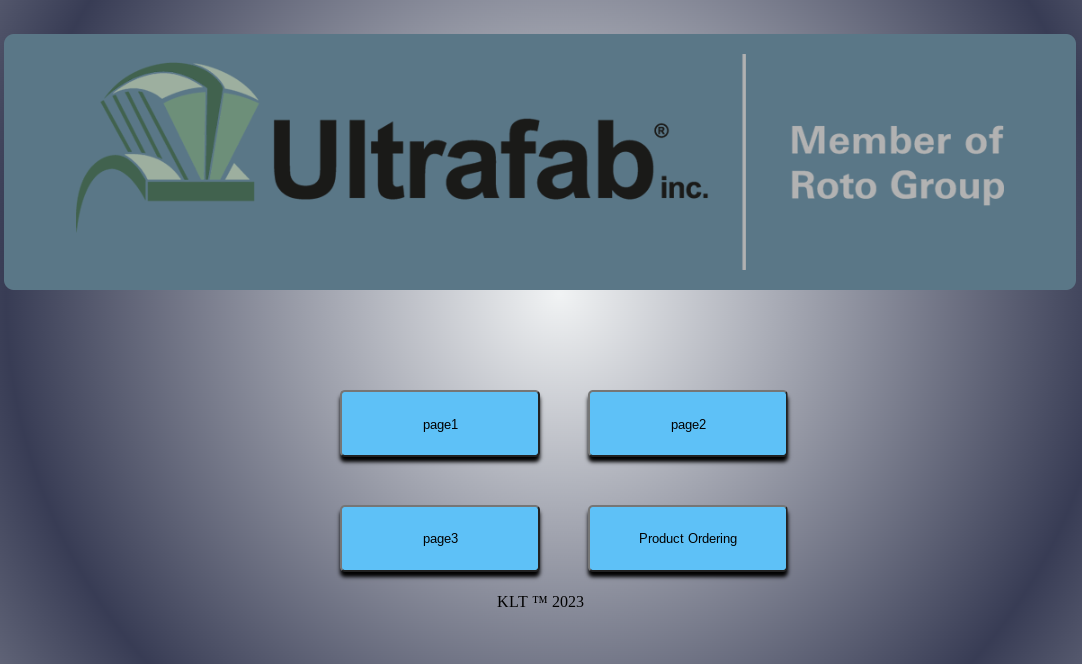 Ultrafab® inc.
Member of
Roto Group
page1
page2
page3
Product Ordering
KLT ™ 2023